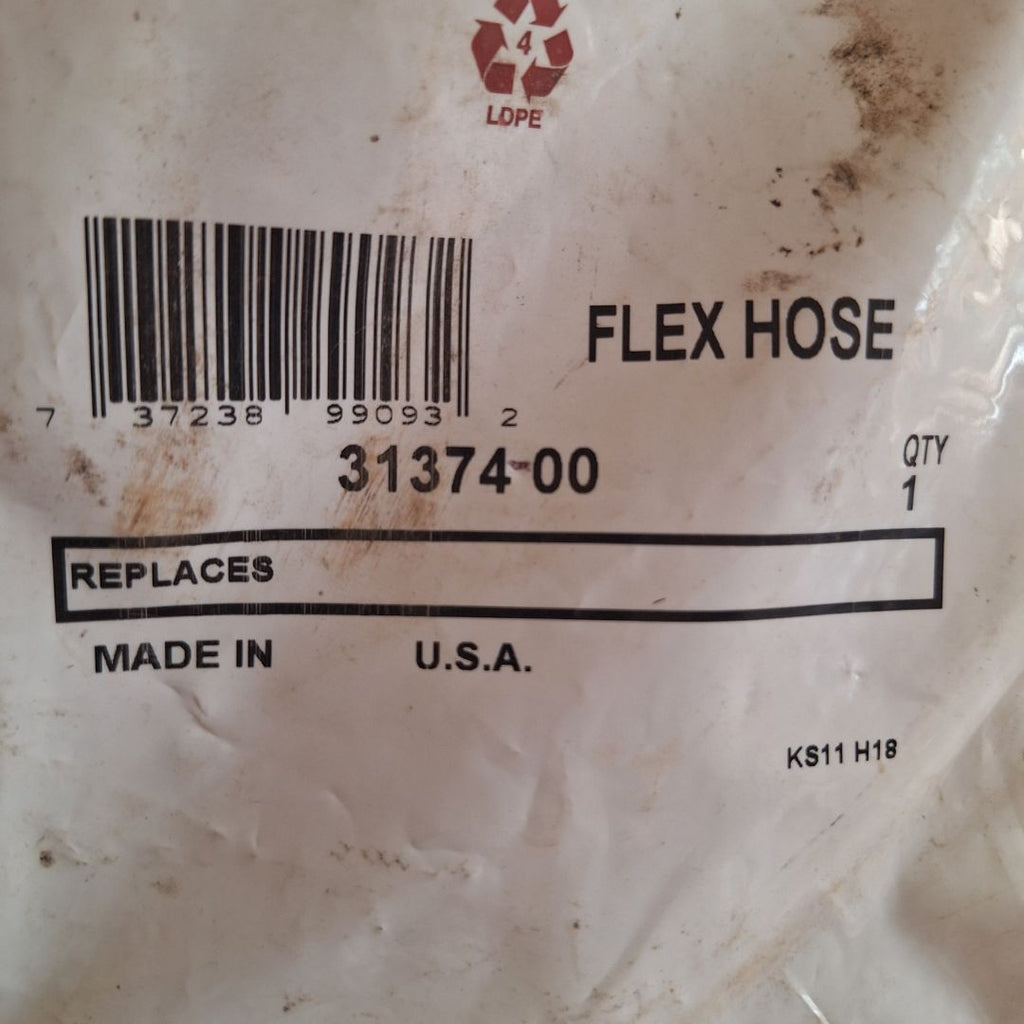 4
LDPE
FLEX HOSE
7 37238 99093 2
31374-00
QTY
1
REPLACES
MADE IN U.S.A.
KS11 H18